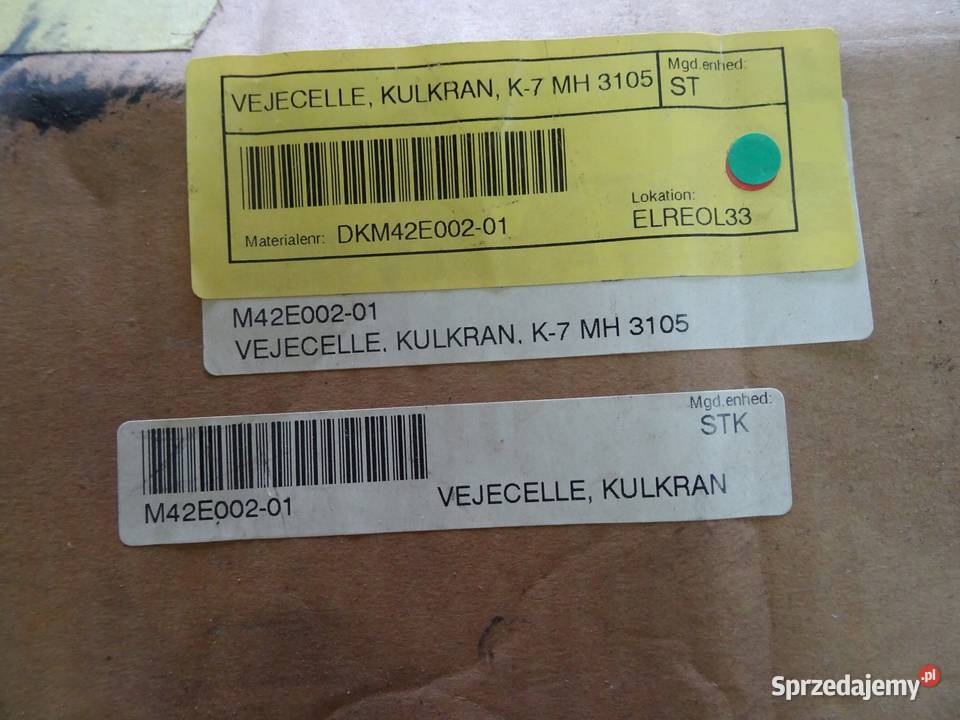 VEJECELLE, KULKRAN, K-7 MH 3105
Mgd.enhed:
ST
Materialenr: DKM42E002-01
Lokation:
ELREOL33
M42E002-01
VEJECELLE, KULKRAN, K-7 MH 3105
Mgd.enhed:
STK
M42E002-01
VEJECELLE, KULKRAN
Sprzedajemy.pl